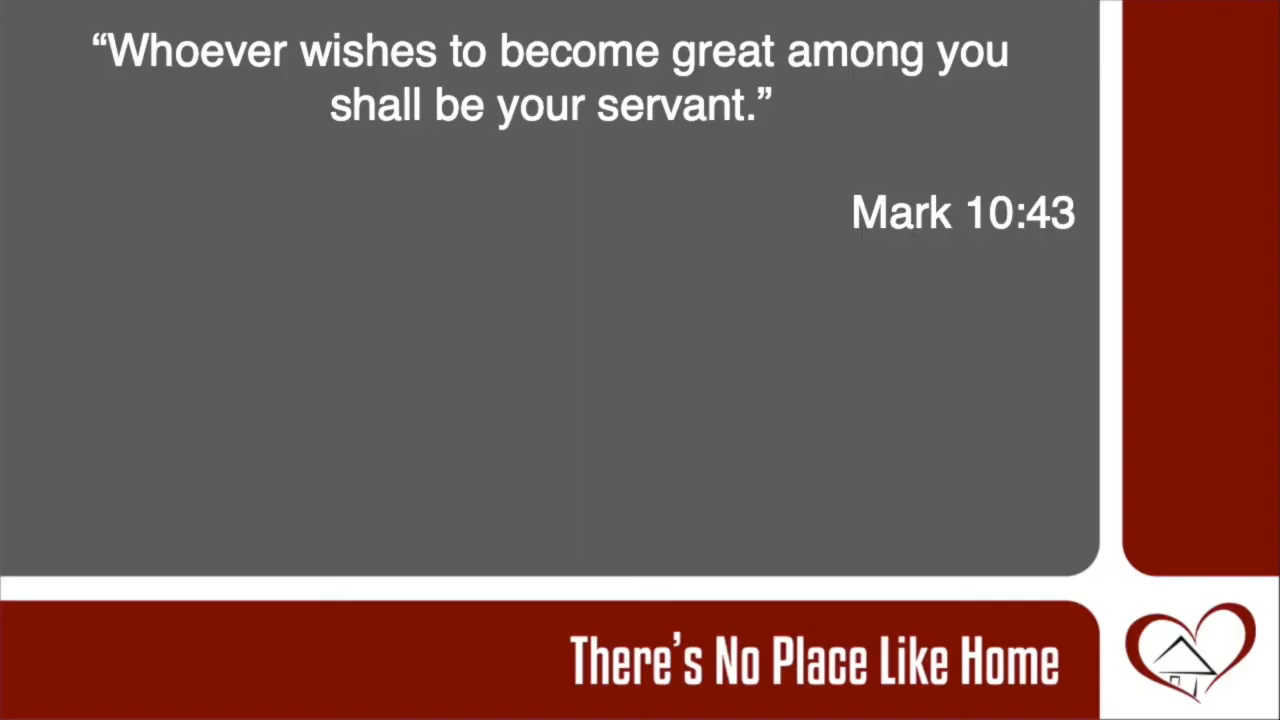 “Whoever wishes to become great among you
shall be your servant.”
Mark 10:43
There’s No Place Like Home